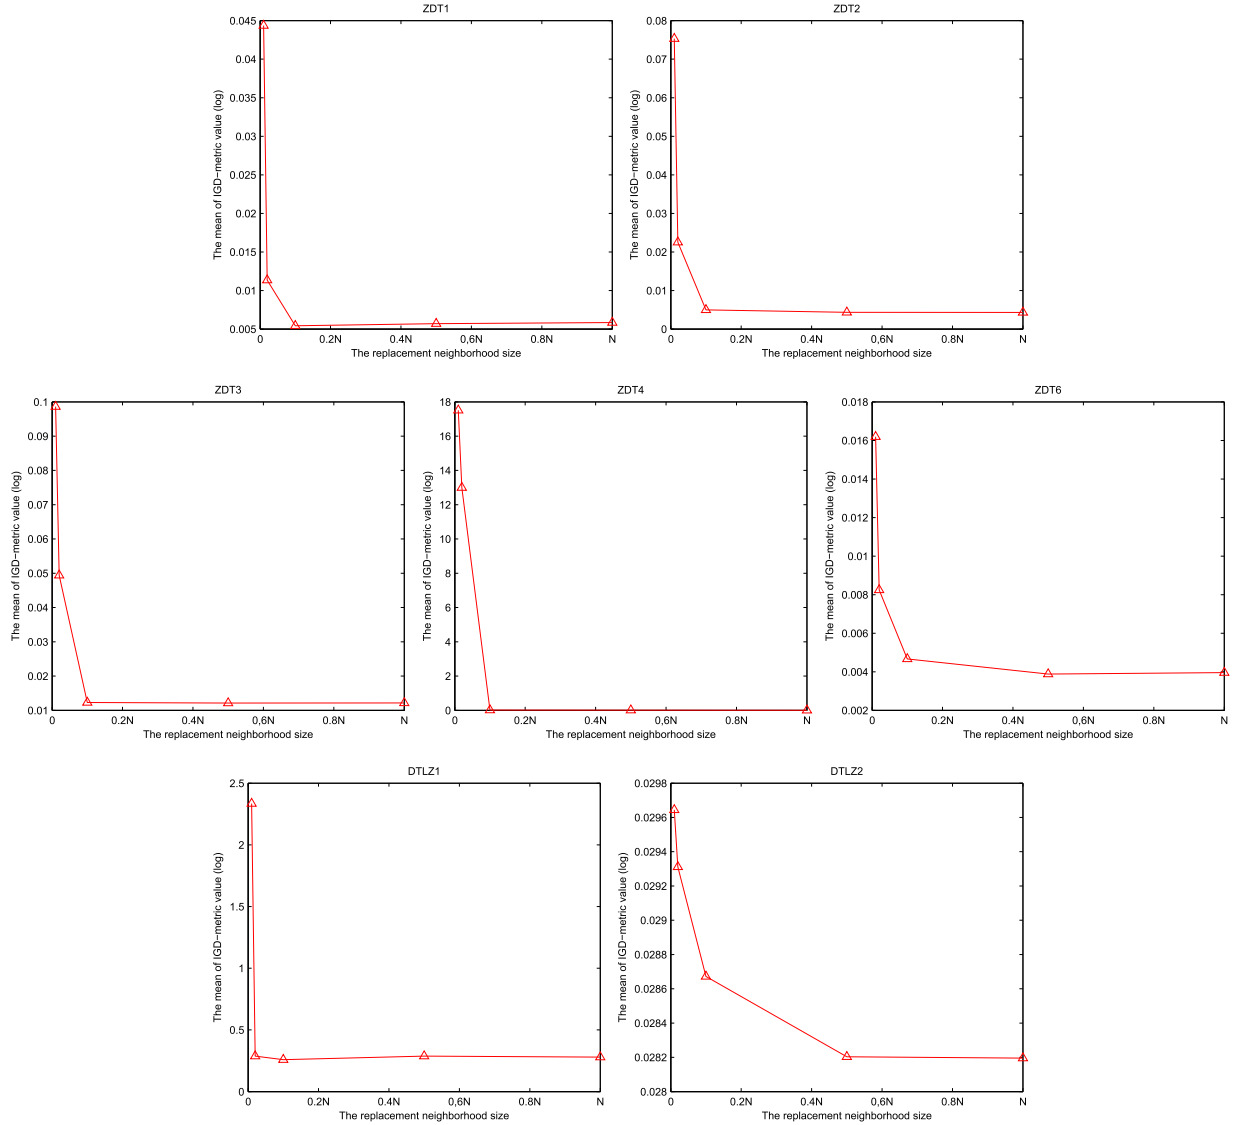 ZDT1
0.045
0.04
0.035
0.03
0.025
0.02
0.015
0.01
0.005
The mean of IGD−metric value (log)
0 0.2N 0.4N 0,6N 0.8N N
The replacement neighborhood size
ZDT2
0.08
0.07
0.06
0.05
0.04
0.03
0.02
0.01
0
The mean of IGD−metric value (log)
0 0.2N 0.4N 0,6N 0.8N N
The replacement neighborhood size
ZDT3
0.1
0.09
0.08
0.07
0.06
0.05
0.04
0.03
0.02
0.01
The mean of IGD−metric value (log)
0 0.2N 0.4N 0,6N 0.8N N
The replacement neighborhood size
ZDT4
18
16
14
12
10
8
6
4
2
0
The mean of IGD−metric value (log)
0 0.2N 0.4N 0,6N 0.8N N
The replacement neighborhood size
ZDT6
0.018
0.016
0.014
0.012
0.01
0.008
0.006
0.004
0.002
The mean of IGD−metric value (log)
0 0.2N 0.4N 0,6N 0.8N N
The replacement neighborhood size
DTLZ1
2.5
2
1.5
1
0.5
0
The mean of IGD−metric value (log)
0 0.2N 0.4N 0,6N 0.8N N
The replacement neighborhood size
DTLZ2
0.0298
0.0296
0.0294
0.0292
0.029
0.0288
0.0286
0.0284
0.0282
0.028
The mean of IGD−metric value (log)
0 0.2N 0.4N 0,6N 0.8N N
The replacement neighborhood size